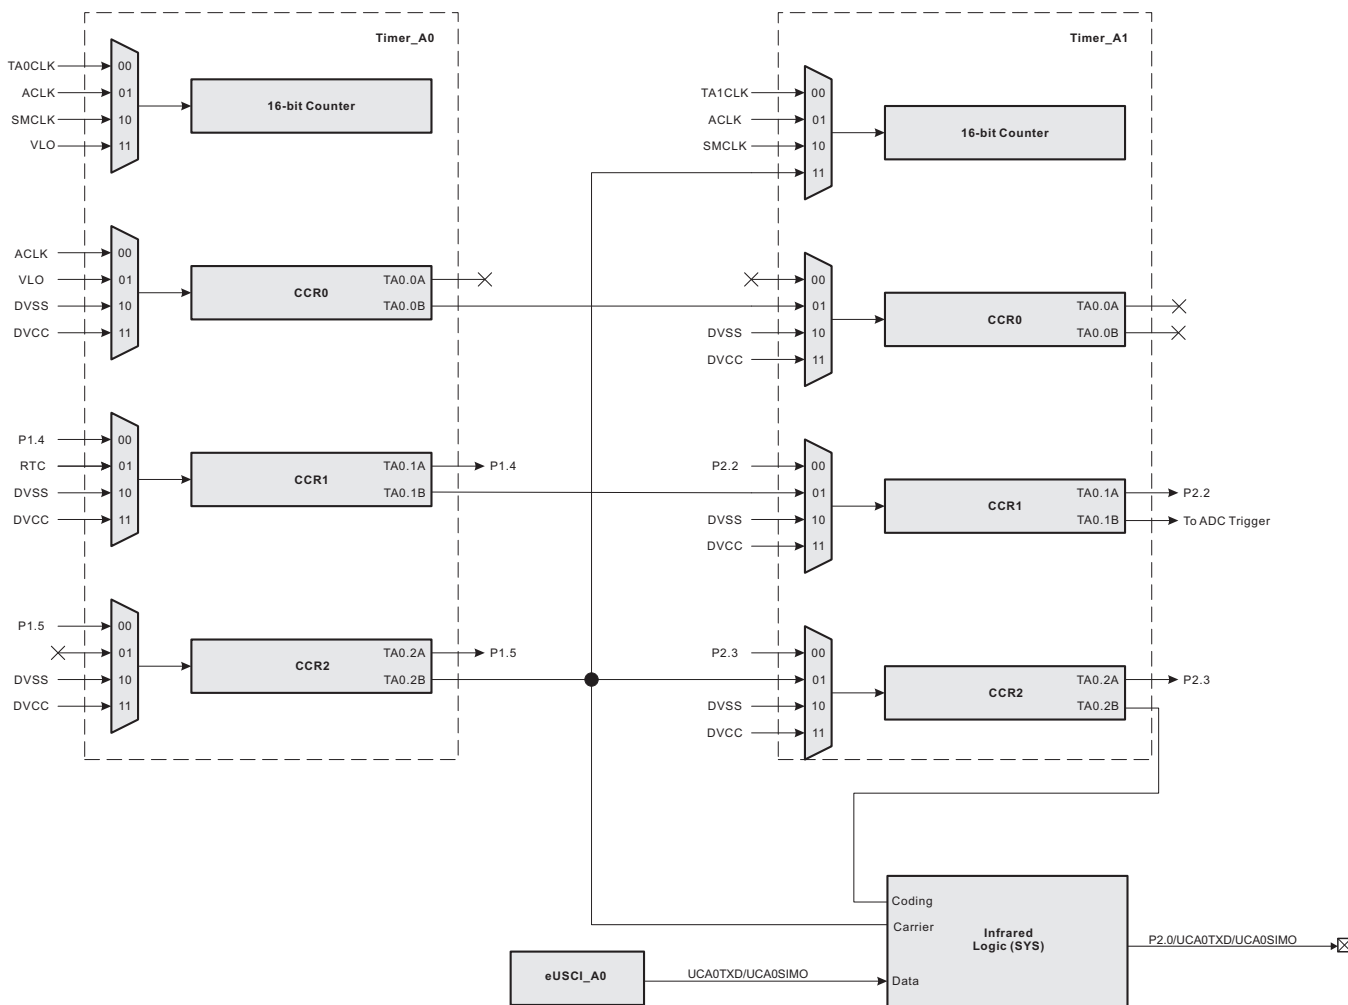 Timer_A0
TA0CLK 00
ACLK 01
SMCLK 10
VLO 11
16-bit Counter
ACLK 00
VLO 01
DVSS 10
DVCC 11
CCR0
TA0.0A
TA0.0B
P1.4 00
RTC 01
DVSS 10
DVCC 11
CCR1
TA0.1A P1.4
TA0.1B
P1.5 00
01
DVSS 10
DVCC 11
CCR2
TA0.2A P1.5
TA0.2B
Timer_A1
TA1CLK 00
ACLK 01
SMCLK 10
11
16-bit Counter
00
01
DVSS 10
DVCC 11
CCR0
TA0.0A
TA0.0B
P2.2 00
01
DVSS 10
DVCC 11
CCR1
TA0.1A P2.2
TA0.1B To ADC Trigger
P2.3 00
01
DVSS 10
DVCC 11
CCR2
TA0.2A P2.3
TA0.2B
Coding
Carrier
Data
Infrared
Logic (SYS)
P2.0/UCA0TXD/UCA0SIMO
eUSCI_A0
UCA0TXD/UCA0SIMO